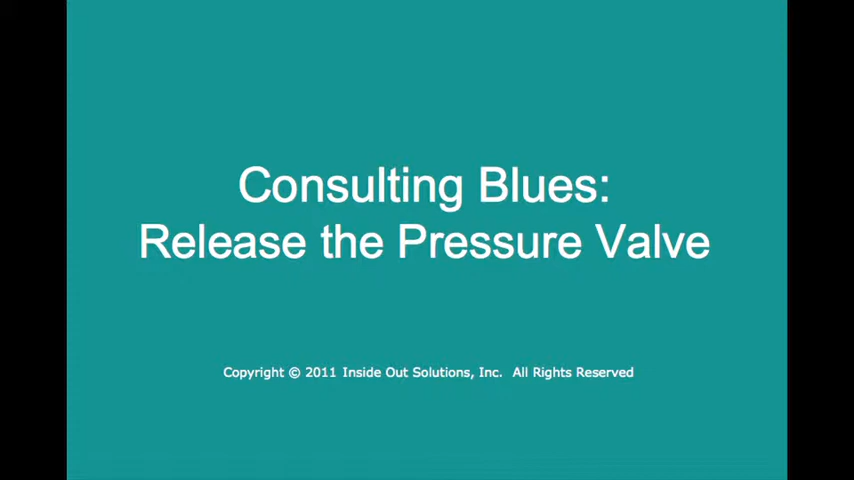 Consulting Blues:
Release the Pressure Valve
Copyright © 2011 Inside Out Solutions, Inc. All Rights Reserved